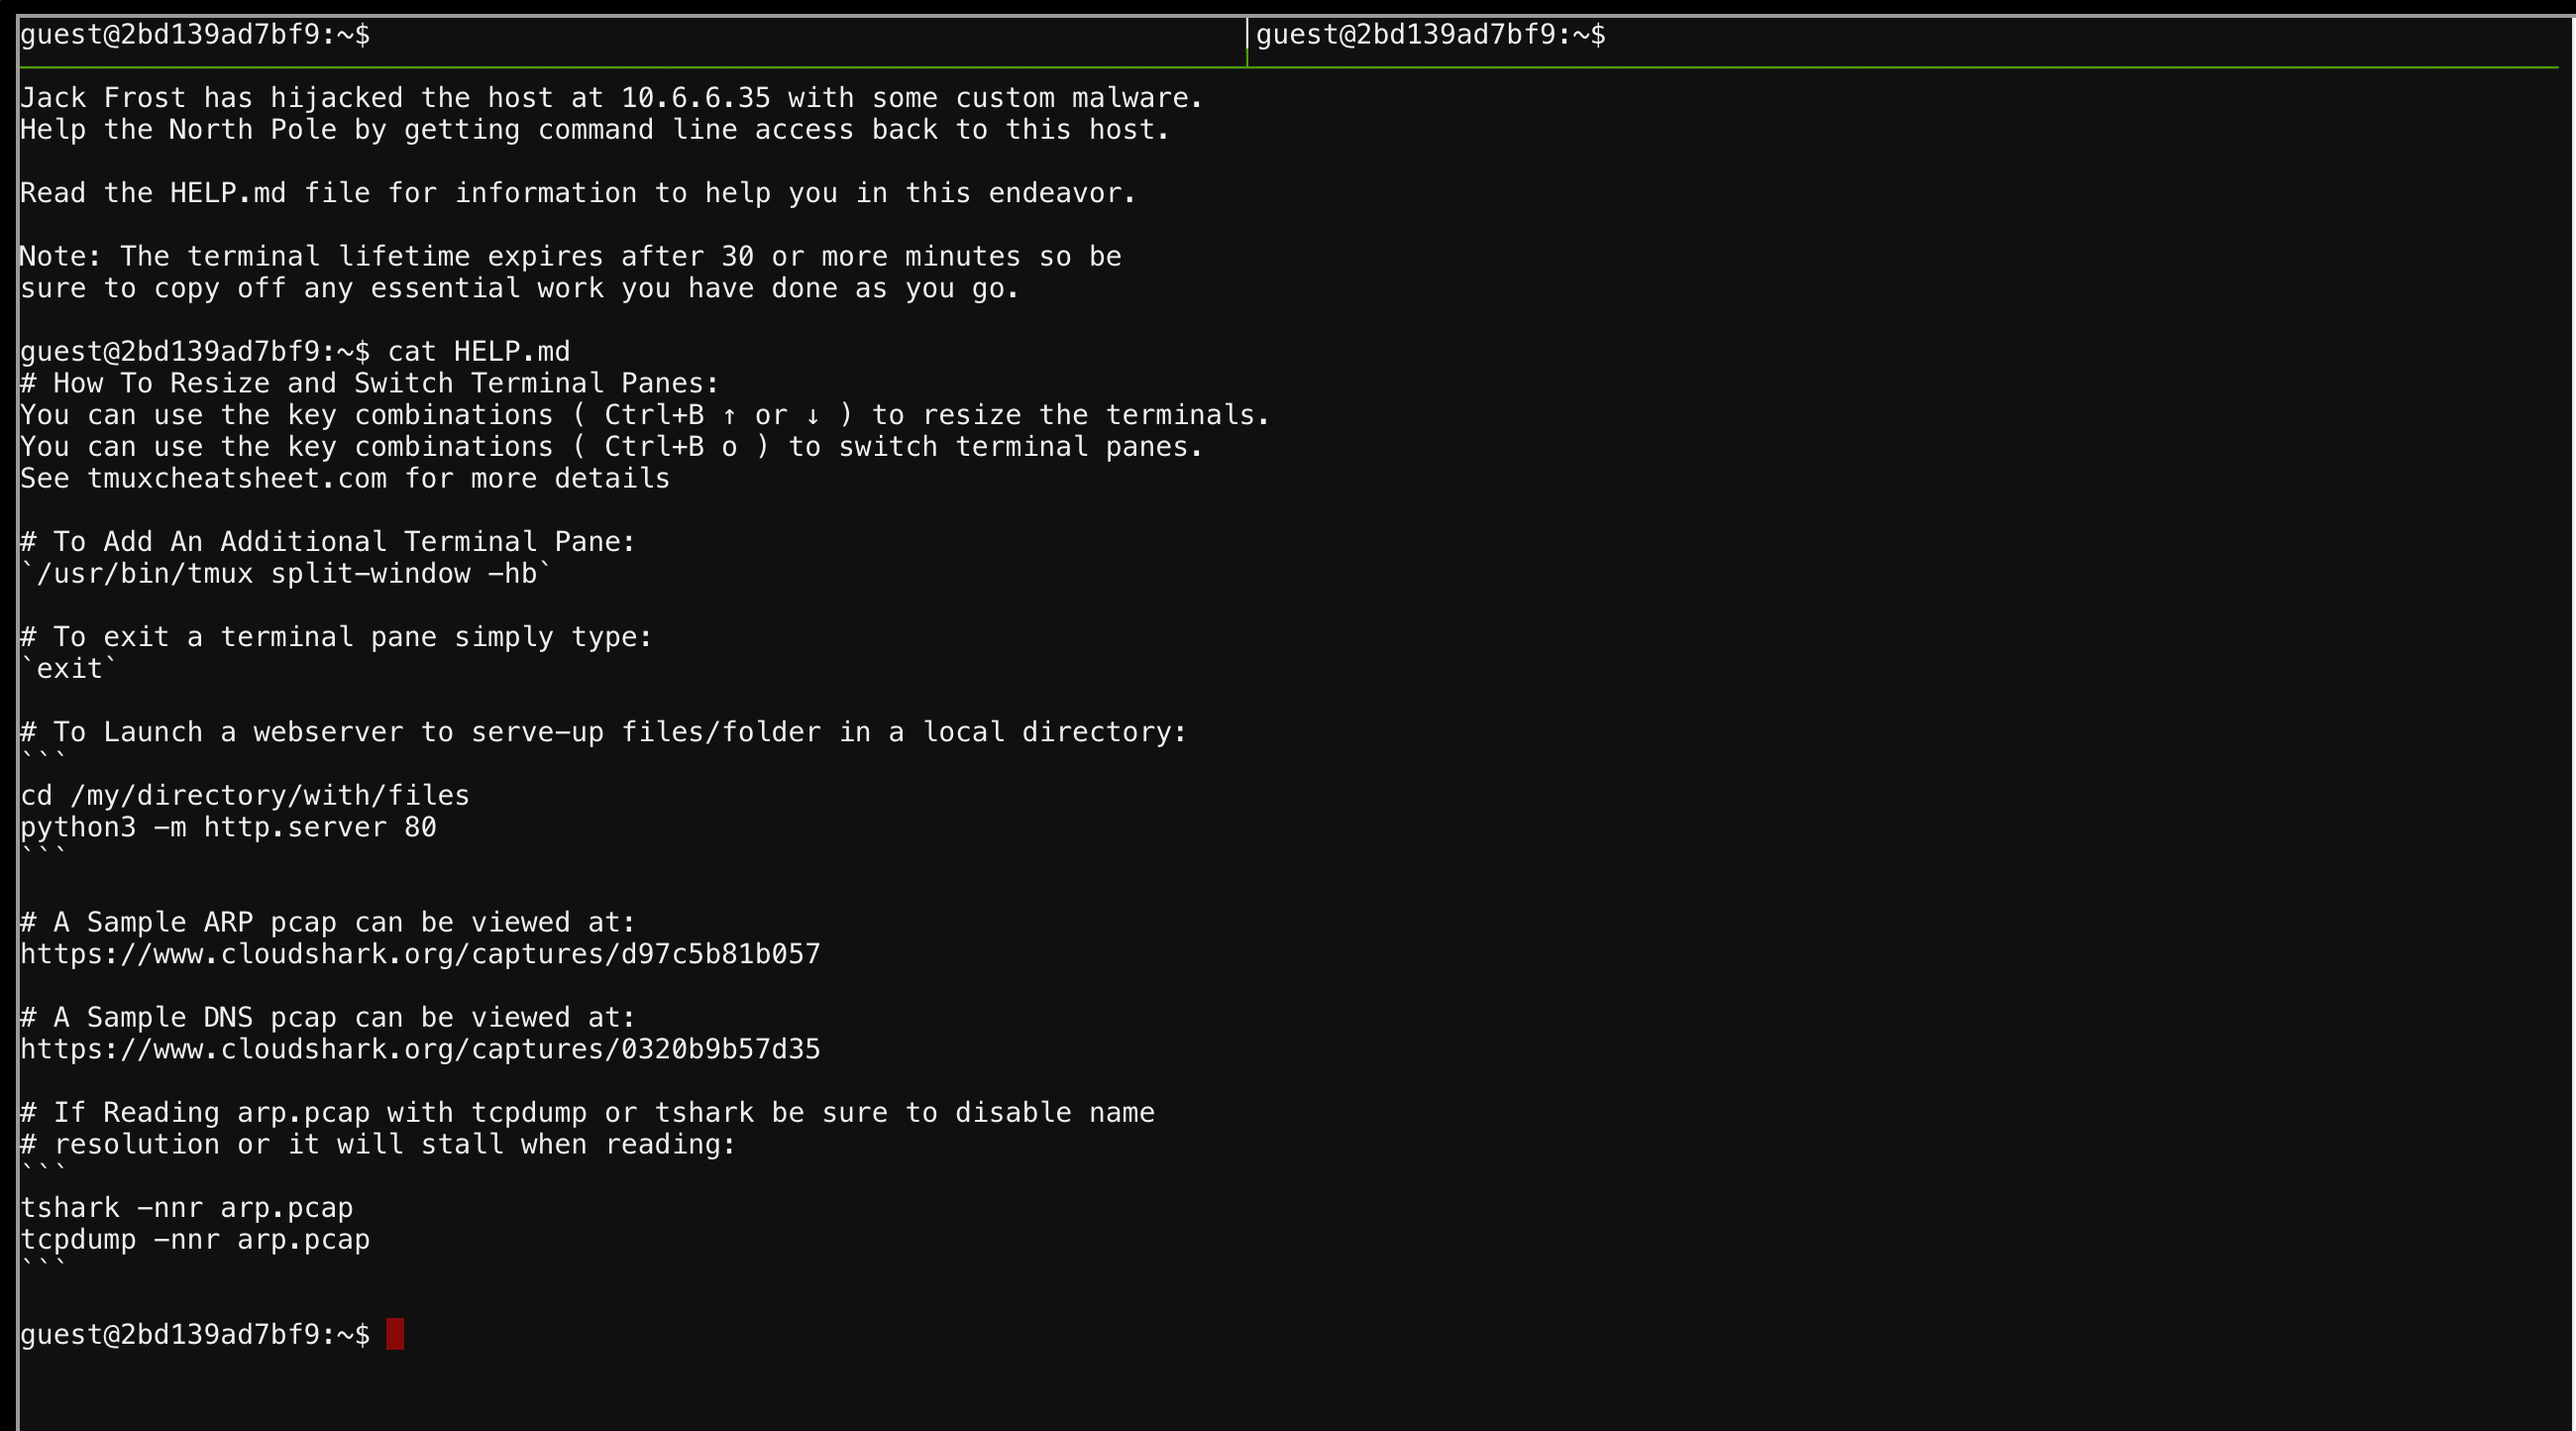 guest@2bd139ad7bf9:~$
guest@2bd139ad7bf9:~$
Jack Frost has hijacked the host at 10.6.6.35 with some custom malware.
Help the North Pole by getting command line access back to this host.
Read the HELP.md file for information to help you in this endeavor.
Note: The terminal lifetime expires after 30 or more minutes so be
sure to copy off any essential work you have done as you go.
guest@2bd139ad7bf9:~$ cat HELP.md
# How To Resize and Switch Terminal Panes:
You can use the key combinations ( Ctrl+B ↑ or ↓ ) to resize the terminals.
You can use the key combinations ( Ctrl+B o ) to switch terminal panes.
See tmuxcheatsheet.com for more details
# To Add An Additional Terminal Pane:
`/usr/bin/tmux split-window -hb`
# To exit a terminal pane simply type:
`exit`
# To Launch a webserver to serve-up files/folder in a local directory:
```
cd /my/directory/with/files
python3 -m http.server 80
```
# A Sample ARP pcap can be viewed at:
https://www.cloudshark.org/captures/d97c5b81b057
# A Sample DNS pcap can be viewed at:
https://www.cloudshark.org/captures/0320b9b57d35
# If Reading arp.pcap with tcpdump or tshark be sure to disable name
# resolution or it will stall when reading:
```
tshark -nnr arp.pcap
tcpdump -nnr arp.pcap
```
guest@2bd139ad7bf9:~$